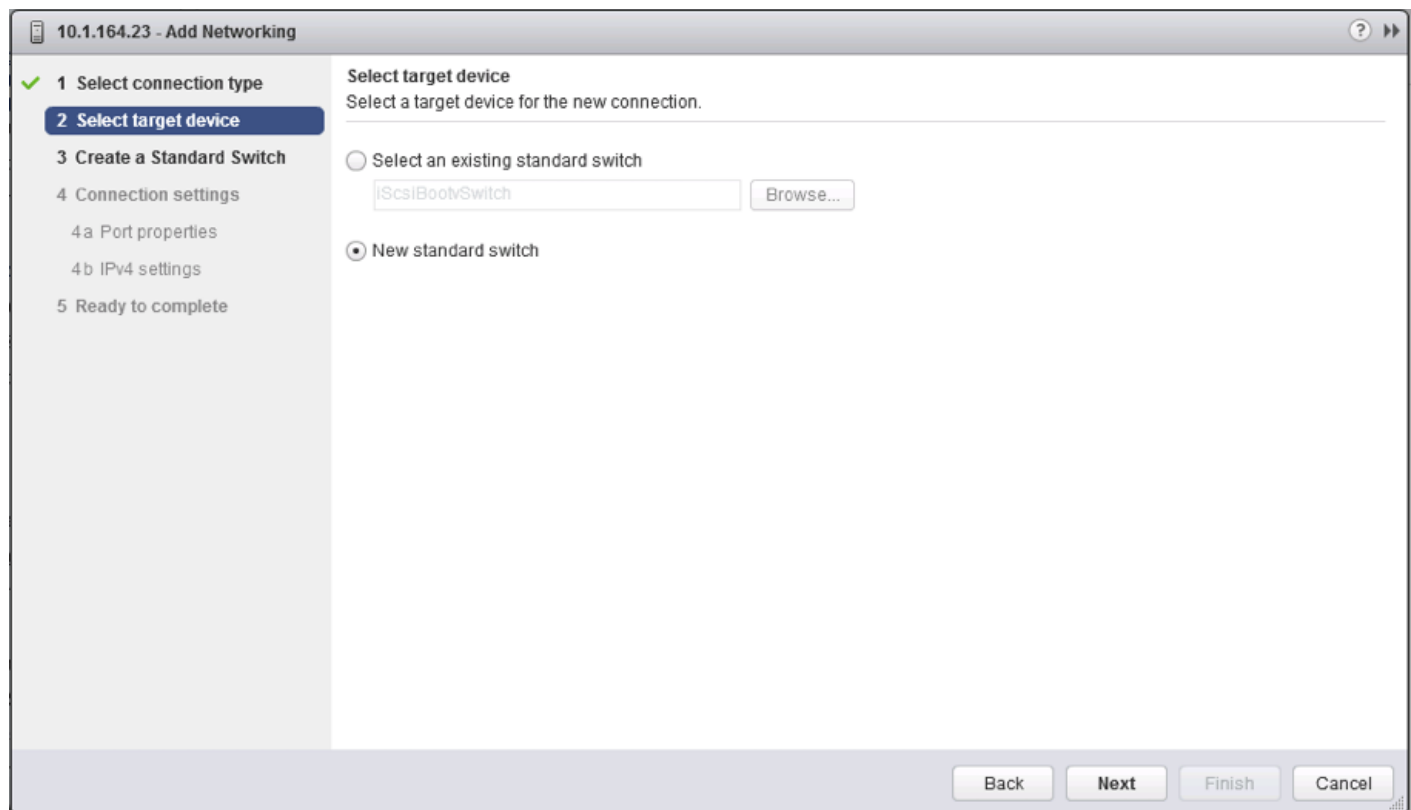 10.1.164.23 - Add Networking
?
1 Select connection type
2 Select target device
3 Create a Standard Switch
4 Connection settings
4a Port properties
4b IPv4 settings
5 Ready to complete
Select target device
Select a target device for the new connection.
Select an existing standard switch
iScsiBootvSwitch
Browse...
New standard switch
Back
Next
Finish
Cancel